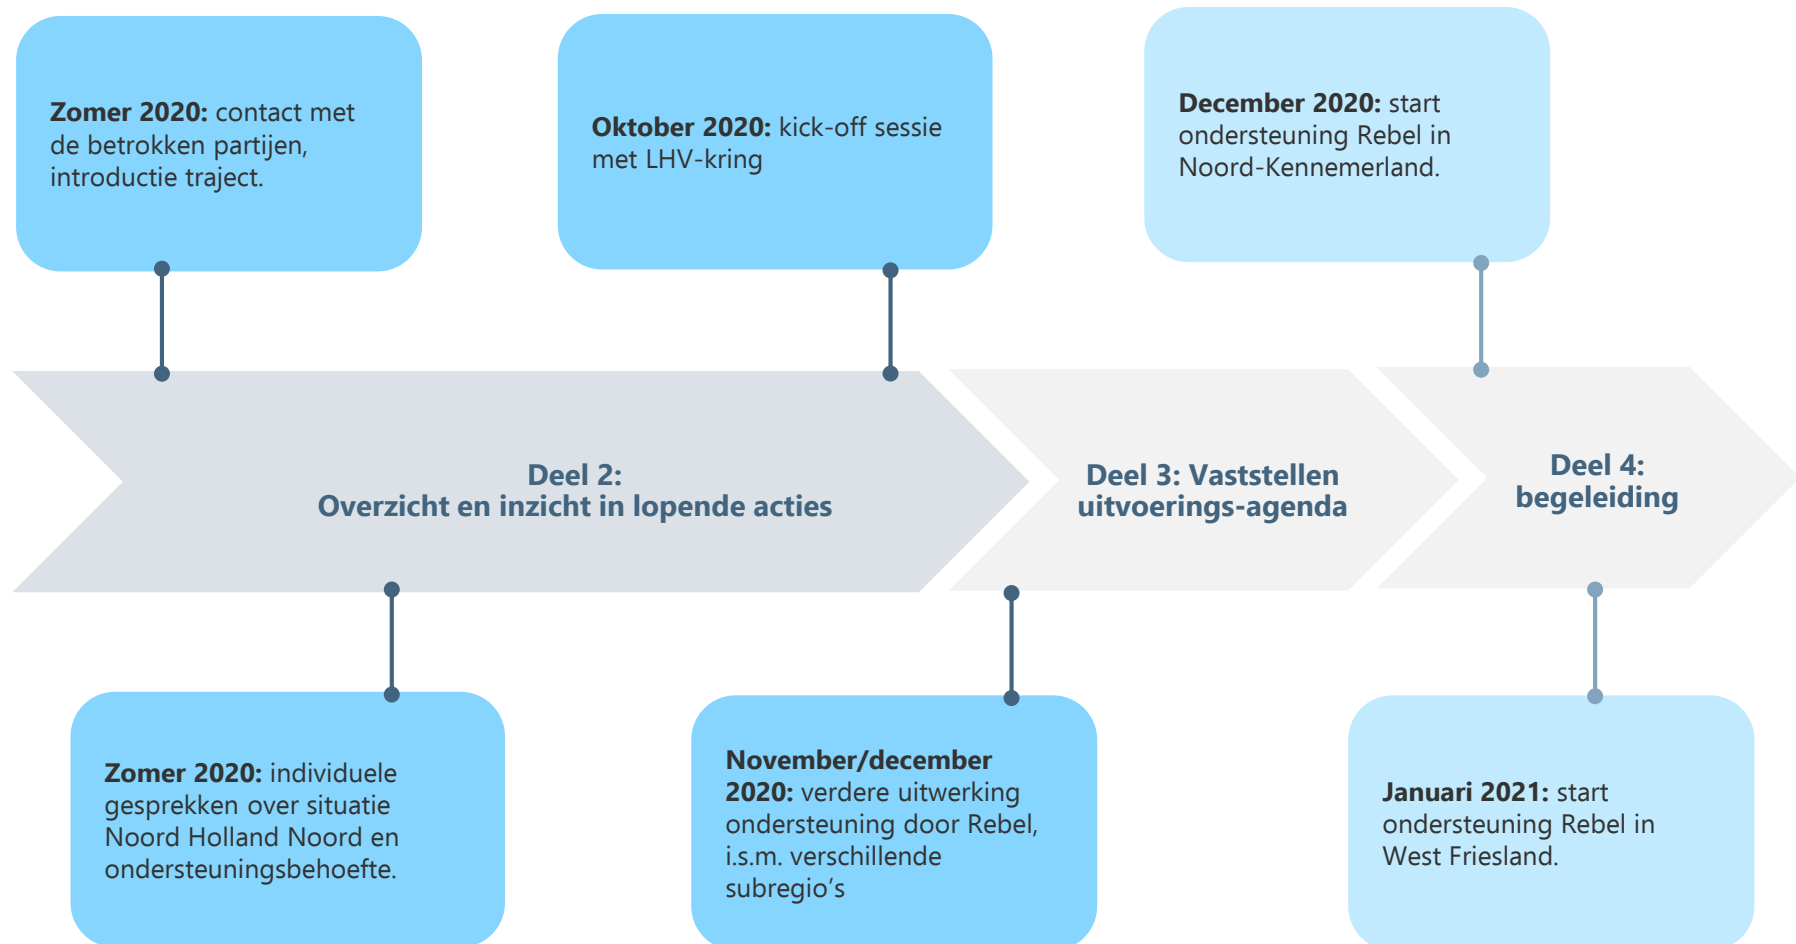 Zomer 2020: contact met
de betrokken partijen,
introductie traject.
Oktober 2020: kick-off sessie
met LHV-kring
December 2020: start
ondersteuning Rebel in
Noord-Kennemerland.
Deel 2:
Overzicht en inzicht in lopende acties
Deel 3: Vaststellen
uitvoerings-agenda
Deel 4:
begeleiding
Zomer 2020: individuele
gesprekken over situatie
Noord Holland Noord en
ondersteuningsbehoefte.
November/december
2020: verdere uitwerking
ondersteuning door Rebel,
i.s.m. verschillende
subregio’s
Januari 2021: start
ondersteuning Rebel in
West Friesland.